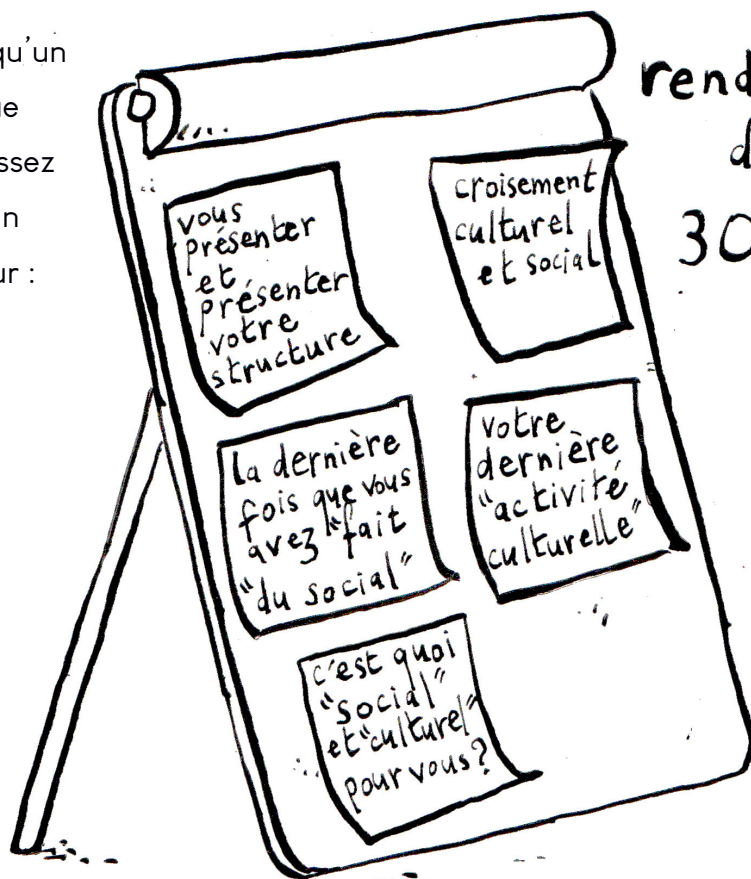 qu'un
ssez
ur :
vous
présenter
et
présenter
votre
structure
croisement
culturel
et social
la dernière
fois que vous
avez "fait
"du social"
votre
dernière
"activité
culturelle"
c'est quoi
"social"
et "culturel"
pour vous?
rend
d
30